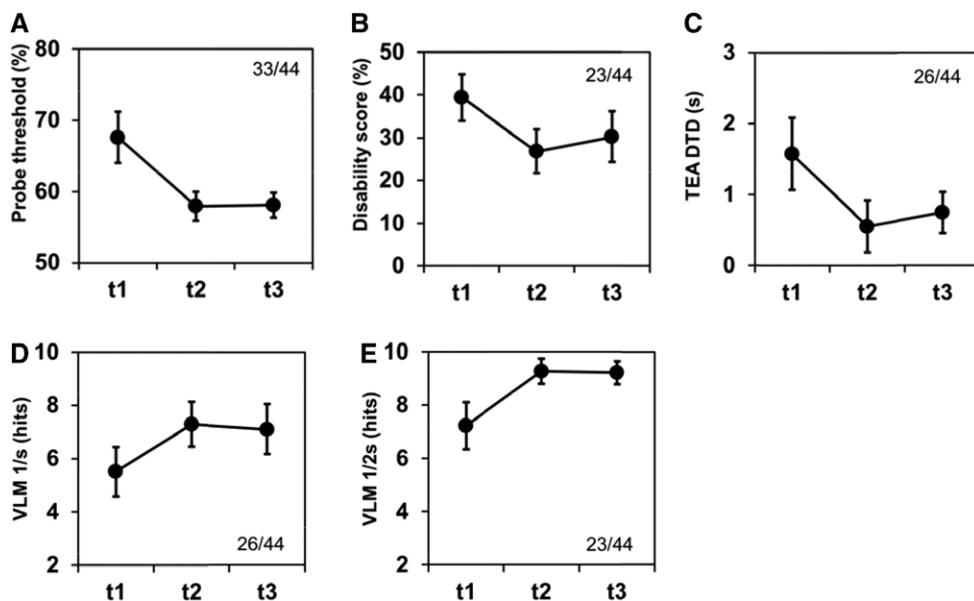 A
Probe threshold (%)
80
70
60
50
33/44
t1 t2 t3
B
Disability score (%)
50
40
30
20
10
0
23/44
t1 t2 t3
C
TEA DTD (s)
3
2
1
0
26/44
t1 t2 t3
D
VLM 1/s (hits)
10
8
6
4
2
26/44
t1 t2 t3
E
VLM 1/2s (hits)
10
8
6
4
2
23/44
t1 t2 t3